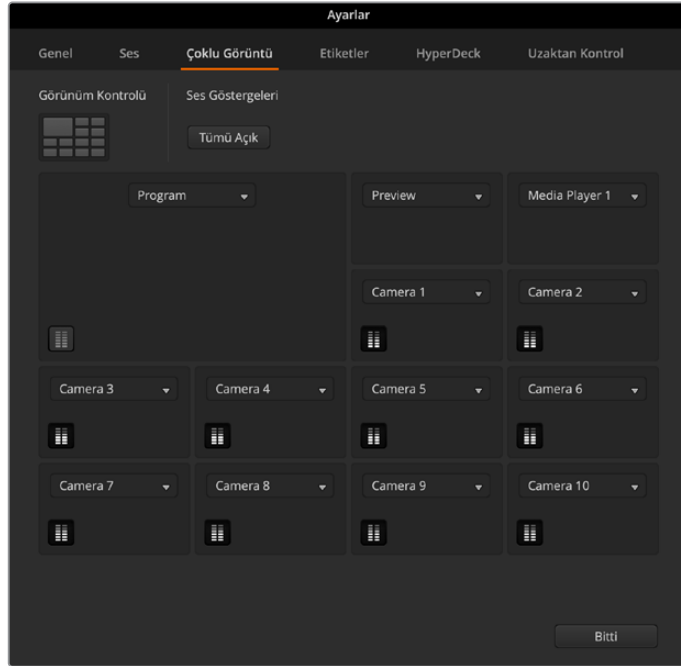 Ayarlar
Genel Ses Çoklu Görüntü Etiketler HyperDeck Uzaktan Kontrol
Görünüm Kontrolü Ses Göstergeleri
Tümü Açık
Program Preview Media Player 1
Camera 1 Camera 2
Camera 3 Camera 4 Camera 5 Camera 6
Camera 7 Camera 8 Camera 9 Camera 10
Bitti